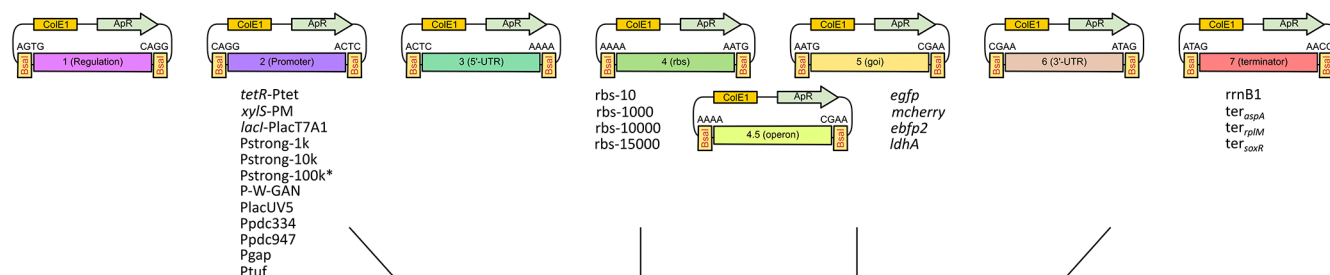 ColE1 ApR ColE1 ApR ColE1 ApR ColE1 ApR ColE1 ApR ColE1 ApR ColE1 ApR
AGTG CAGG CAGG ACTC ACTC AAAA AAAA AATG AATG CGAA CGAA ATAG ATAG AACG
BsaI 1 (Regulation) BsaI BsaI 2 (Promoter) BsaI BsaI 3 (5'-UTR) BsaI BsaI 4 (rbs) BsaI BsaI 5 (goi) BsaI BsaI 6 (3'-UTR) BsaI BsaI 7 (terminator) BsaI
tetR-Ptet
xylS-PM
lacI-PlacT7A1
Pstrong-1k
Pstrong-10k
Pstrong-100k*
P-W-GAN
PlacUV5
Ppdc334
Ppdc947
Pgap
Ptuf
rbs-10
rbs-1000
rbs-10000
rbs-15000
ColE1 ApR
AAAA CGAA
BsaI 4.5 (operon) BsaI
egfp
mcherry
ebfp2
ldhA
rrnB1
ter_aspA
ter_rplM
ter_soxR